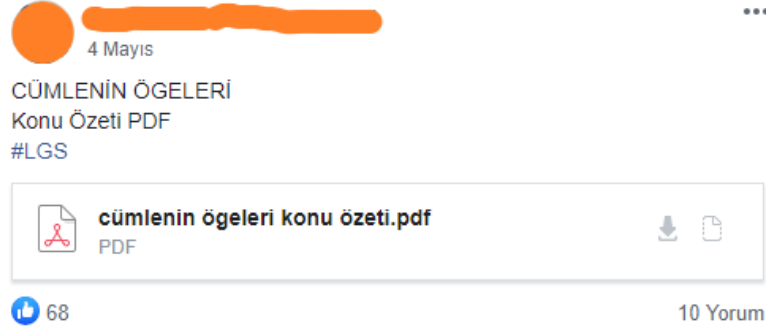 4 Mayıs
CÜMLENİN ÖGELERİ
Konu Özeti PDF
#LGS
cümlenin ögeleri konu özeti.pdf
PDF
68
10 Yorum